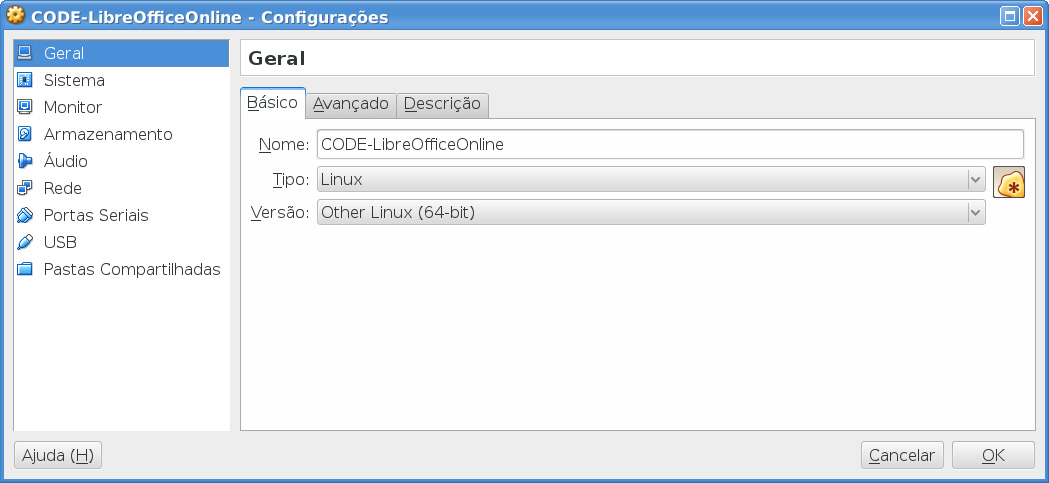 CODE-LibreOfficeOnline - Configurações
Geral
Sistema
Monitor
Armazenamento
Áudio
Rede
Portas Seriais
USB
Pastas Compartilhadas
Geral
Básico Avançado Descrição
Nome: CODE-LibreOfficeOnline
Tipo: Linux
Versão: Other Linux (64-bit)
Ajuda (H) Cancelar OK